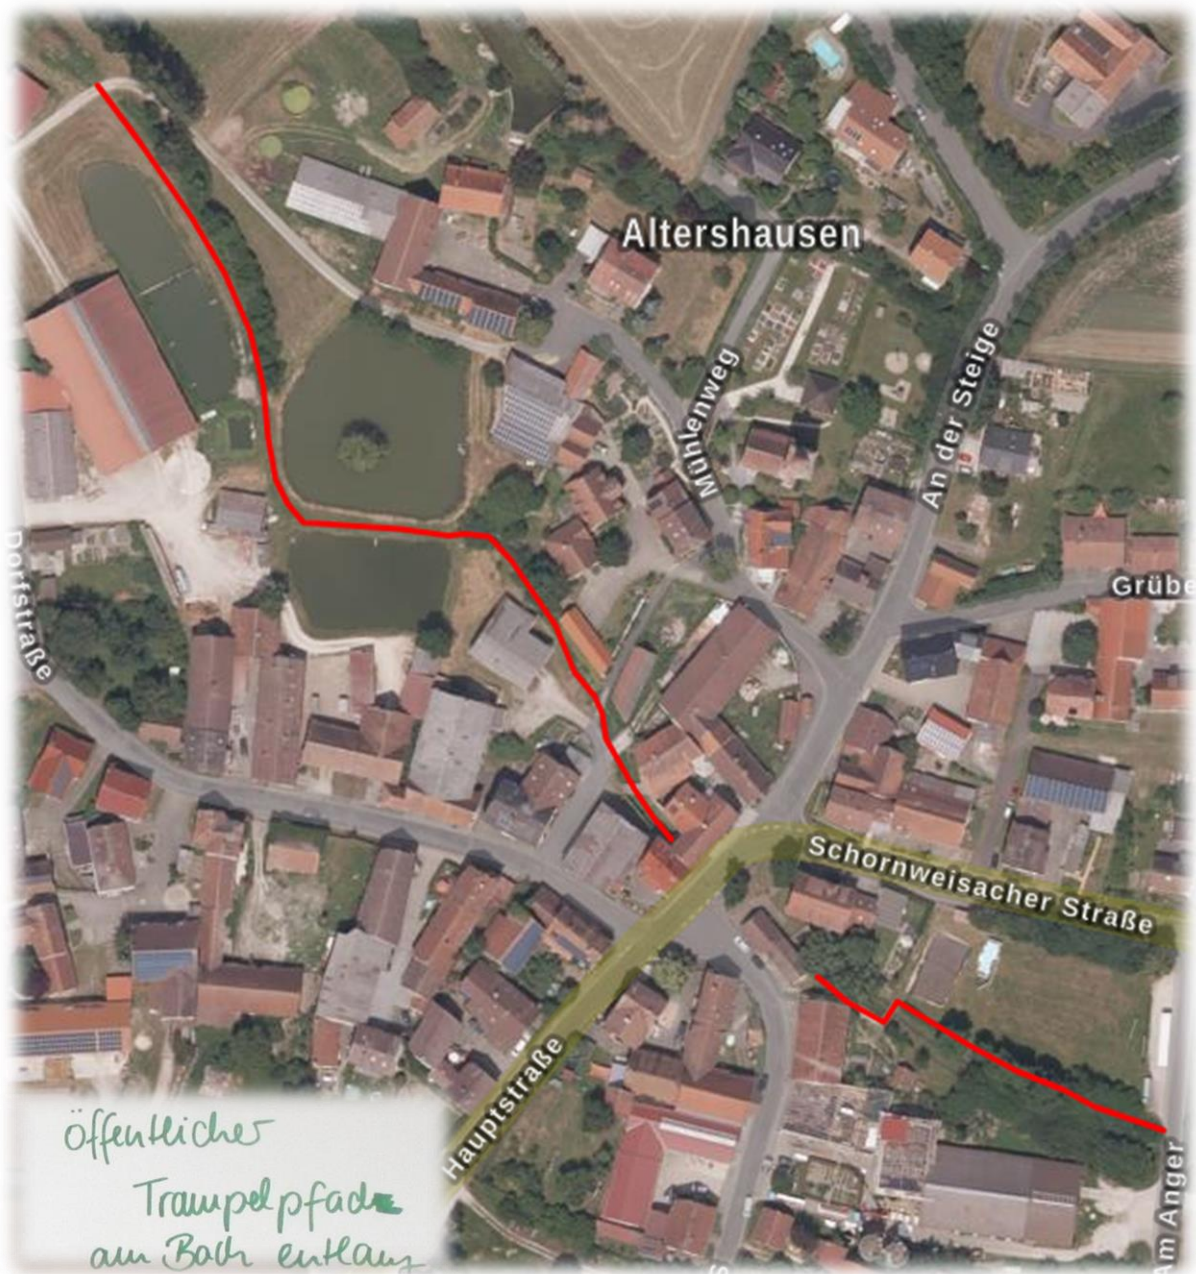 Altershausen
Mühlenweg
An der Steige
Grübe
Dorfstraße
Schornweisacher Straße
Hauptstraße
Am Anger
S
öffentlicher
Trampelpfad
am Bach entlang